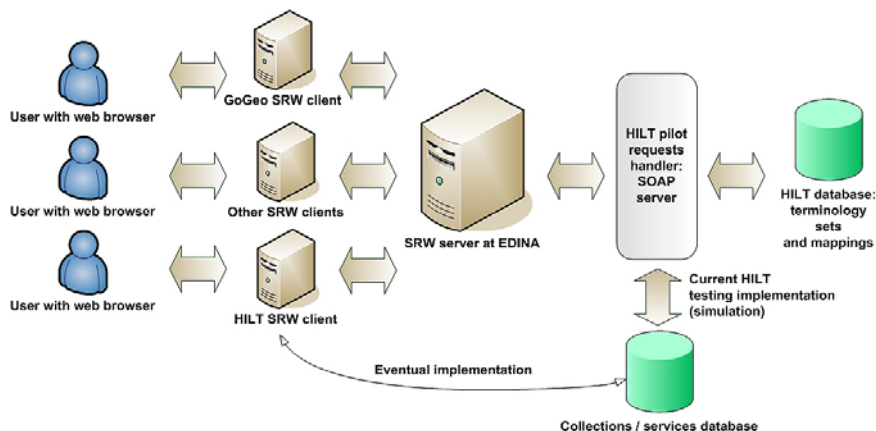 GoGeo SRW client
User with web browser
Other SRW clients
User with web browser
HILT SRW client
User with web browser
SRW server at EDINA
HILT pilot
requests
handler:
SOAP
server
HILT database:
terminology
sets
and mappings
Current HILT
testing implementation
(simulation)
Eventual implementation
Collections / services database